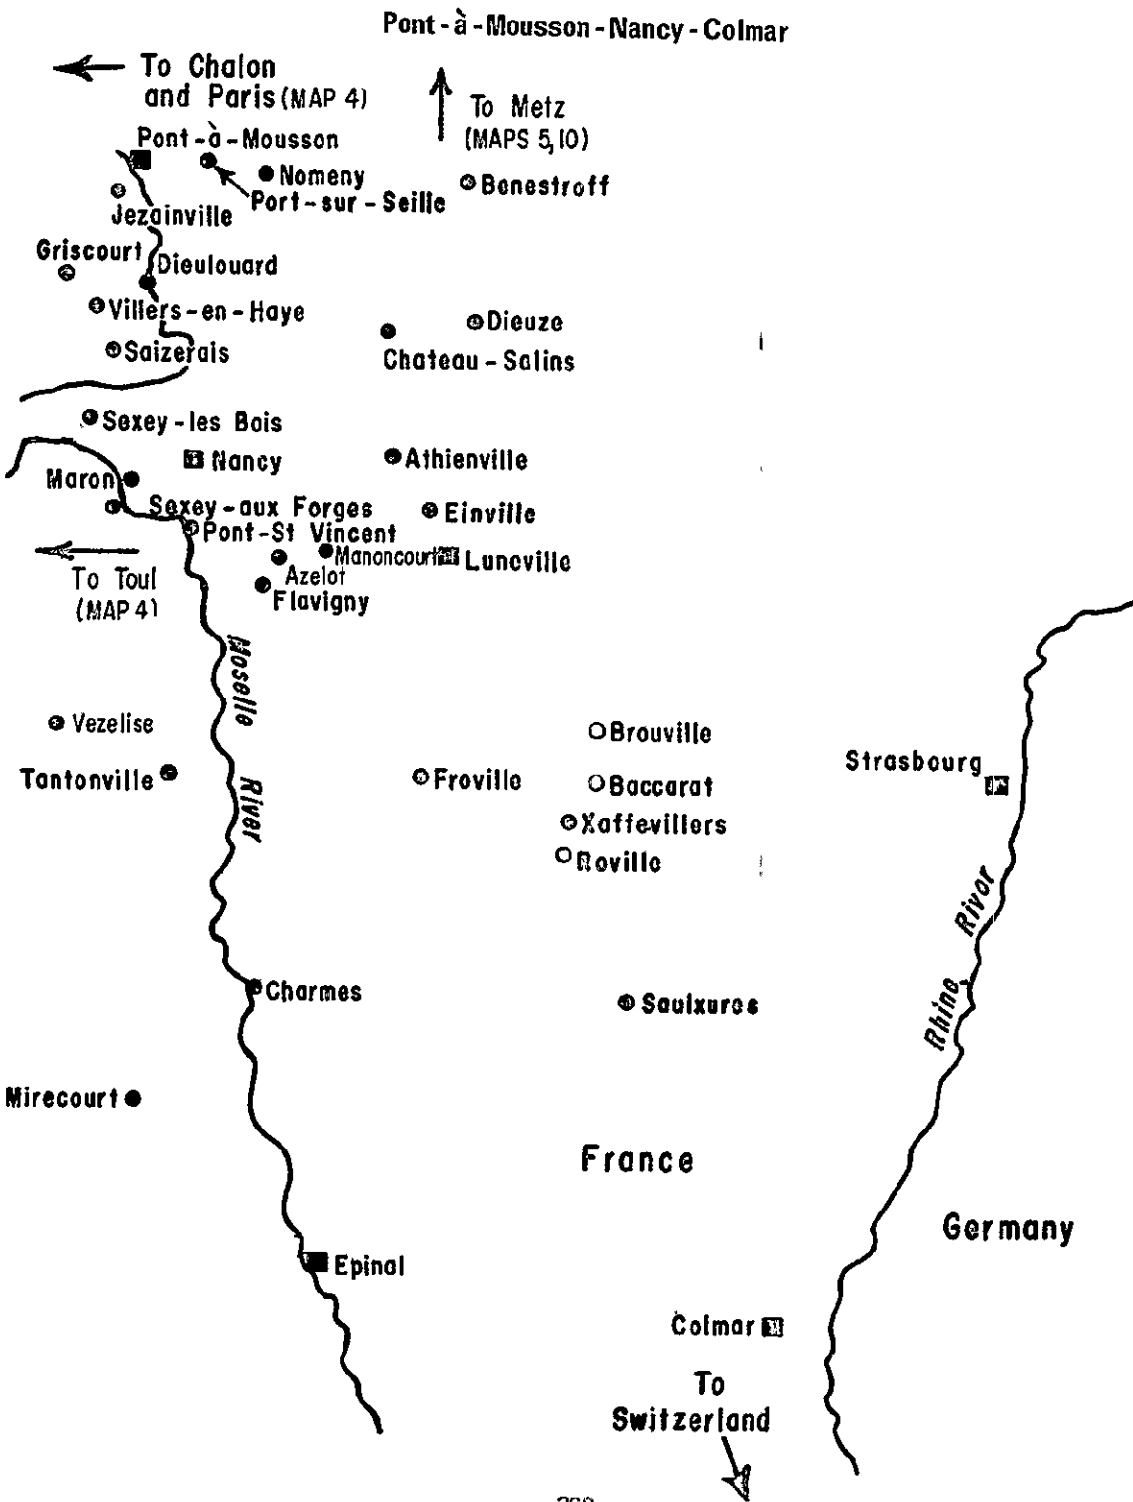 Pont-à-Mousson-Nancy-Colmar
To Chalon
and Paris (MAP 4)
To Metz
(MAPS 5,10)
Pont-à-Mousson
Nomeny
Benestroff
Port-sur-Seille
Jezainville
Griscourt
Dieulouard
Villers-en-Haye
Dieuze
Saizerais
Chateau-Salins
Sexey-les Bois
Nancy
Athienville
Maron
Sexey-aux Forges
Einville
Pont-St Vincent
Manoncourt
Luneville
Azelot
To Toul
(MAP 4)
Flavigny
Moselle
River
Vezelise
Brouville
Strasbourg
Tantonville
Froville
Baccarat
Xaffevillers
Roville
Rhine
River
Charmes
Saulxures
Mirecourt
France
Germany
Epinal
Colmar
To
Switzerland